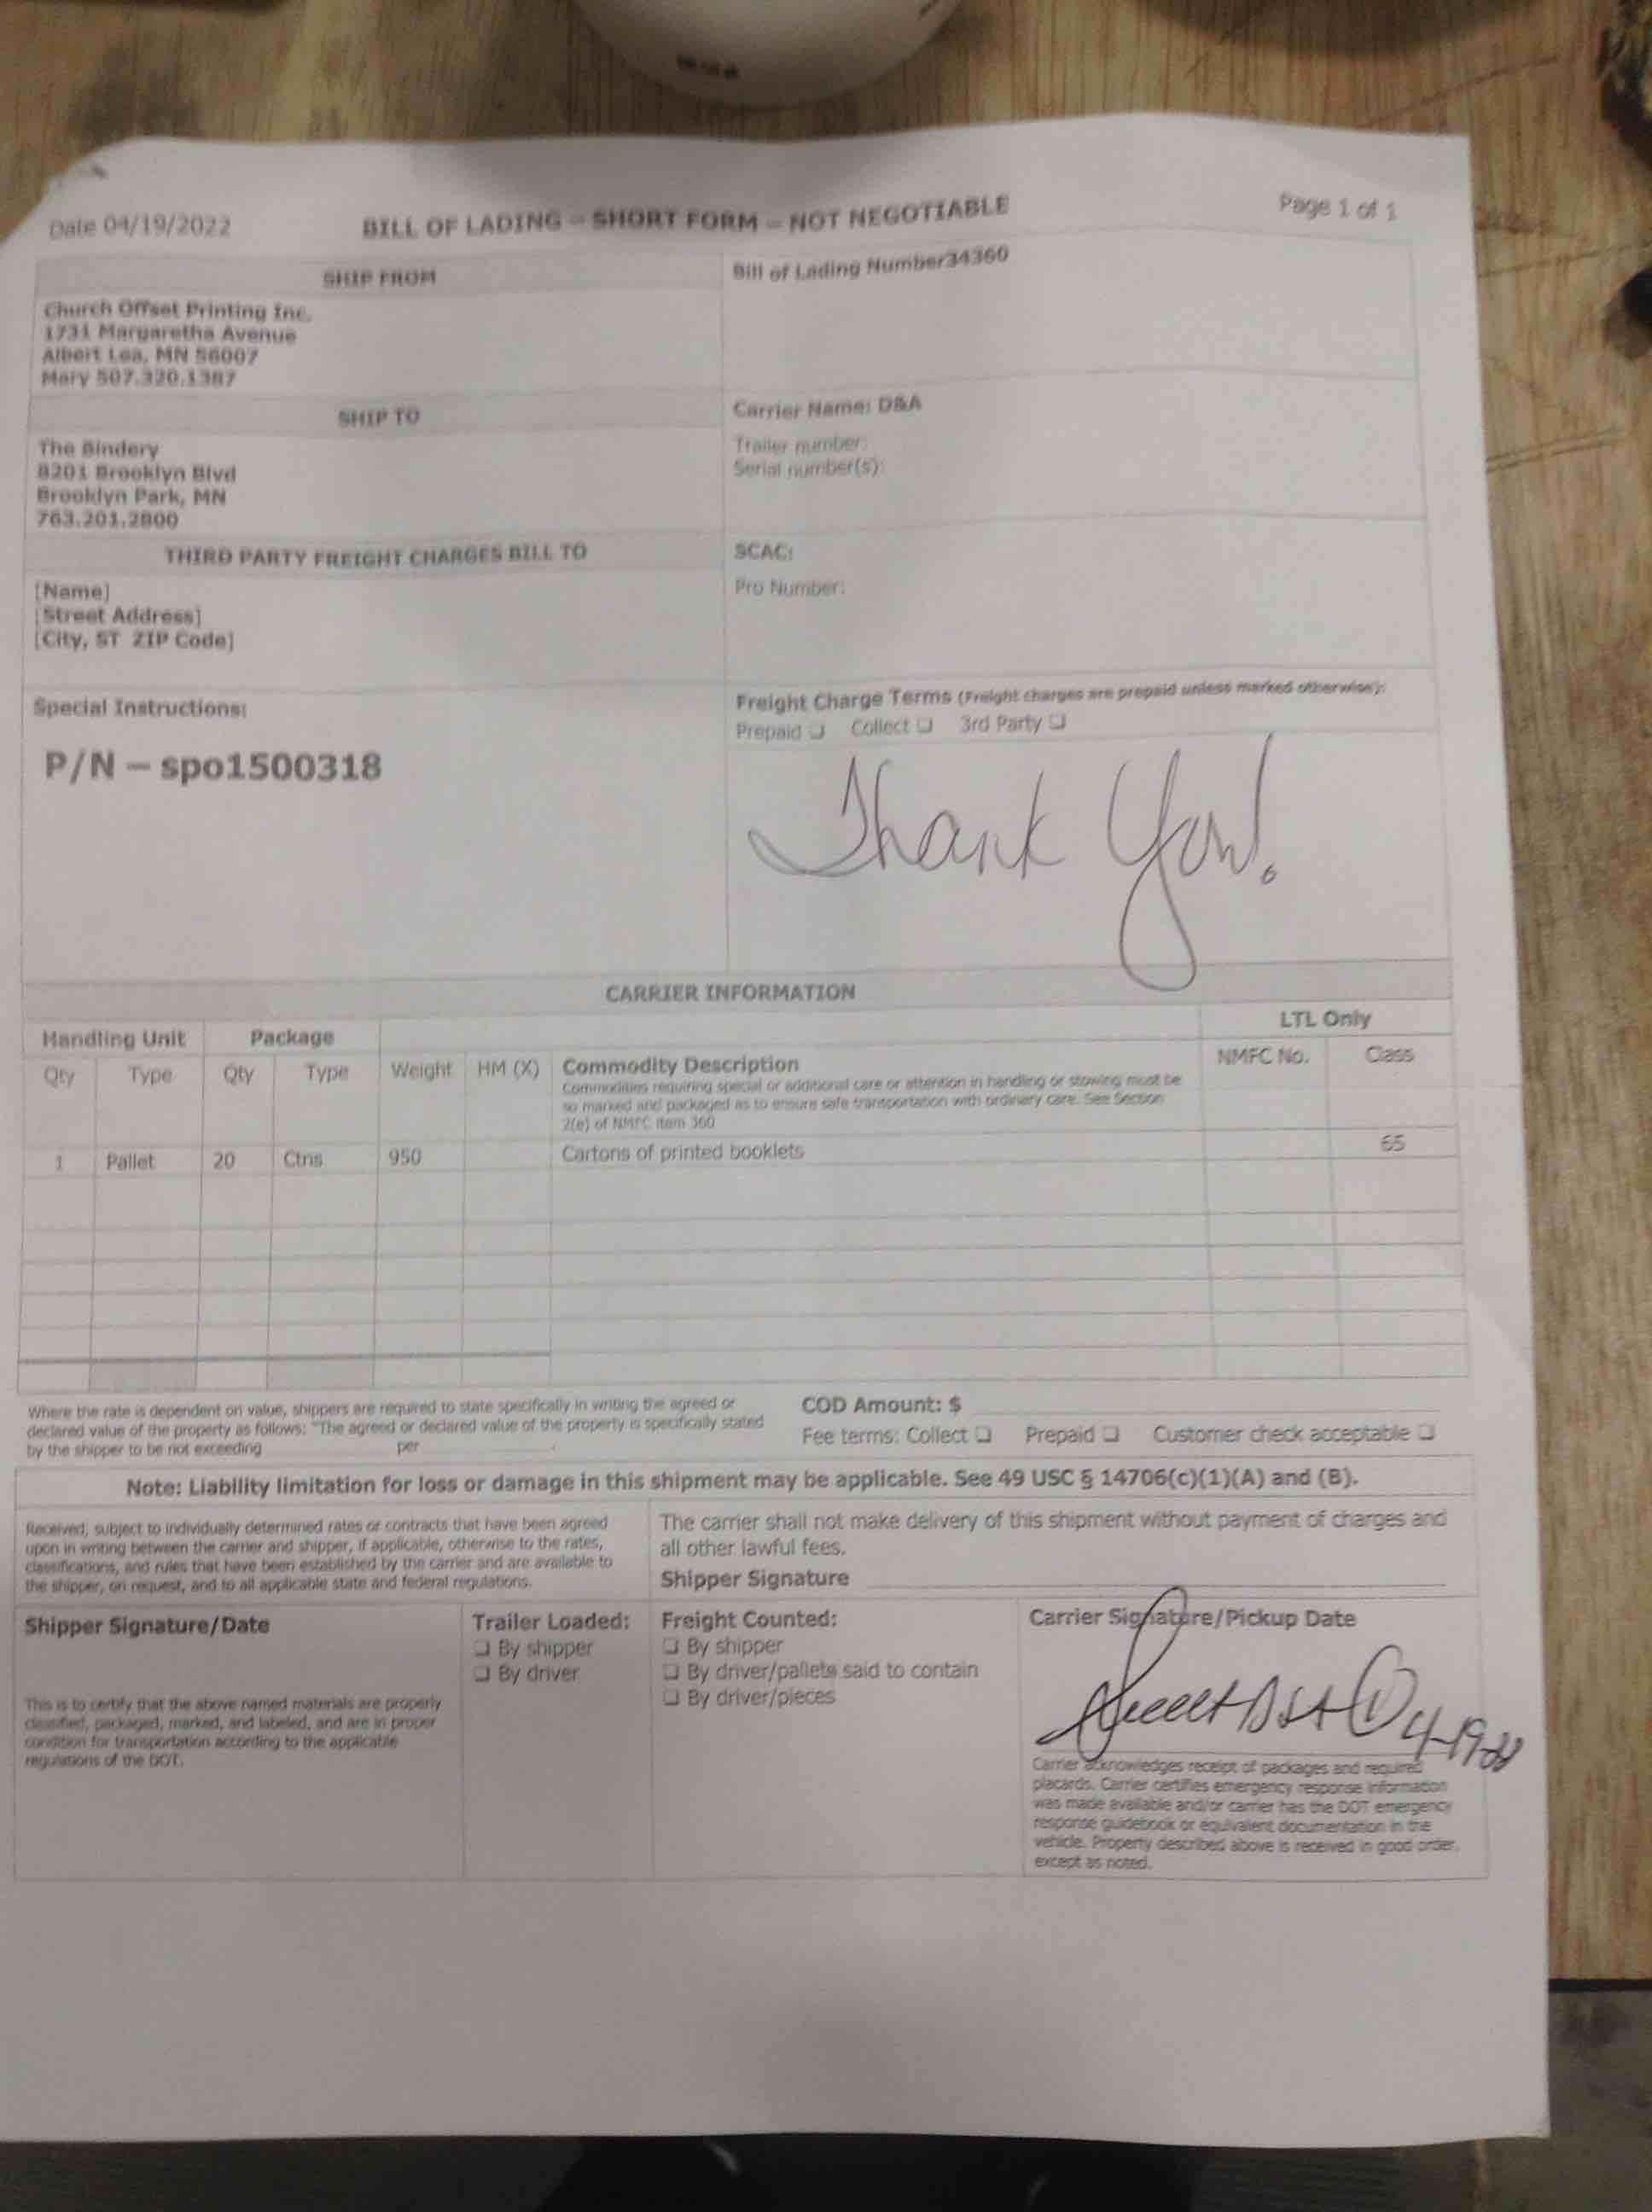 Date 04/19/2022
BILL OF LADING – SHORT FORM – NOT NEGOTIABLE
Page 1 of 1
SHIP FROM
Church Offset Printing Inc.
1731 Margaretha Avenue
Albert Lea, MN 56007
Mary 507.320.1387
Bill of Lading Number34360
SHIP TO
The Bindery
8201 Brooklyn Blvd
Brooklyn Park, MN
763.201.2800
Carrier Name: D&A
Trailer number:
Serial number(s):
THIRD PARTY FREIGHT CHARGES BILL TO
[Name]
[Street Address]
[City, ST ZIP Code]
SCAC:
Pro Number:
Special Instructions:
P/N – spo1500318
Freight Charge Terms (Freight charges are prepaid unless marked otherwise):
Prepaid ❏ Collect ❏ 3rd Party ❏
Thank You!
CARRIER INFORMATION
Handling Unit Package LTL Only
Qty Type Qty Type Weight HM (X) Commodity Description NMFC No. Class
Commodities requiring special or additional care or attention in handling or stowing must be
so marked and packaged as to ensure safe transportation with ordinary care. See Section
2(e) of NMFC item 360
1 Pallet 20 Ctns 950 Cartons of printed booklets 65
Where the rate is dependent on value, shippers are required to state specifically in writing the agreed or
declared value of the property as follows: "The agreed or declared value of the property is specifically stated
by the shipper to be not exceeding per .
COD Amount: $
Fee terms: Collect ❏ Prepaid ❏ Customer check acceptable ❏
Note: Liability limitation for loss or damage in this shipment may be applicable. See 49 USC § 14706(c)(1)(A) and (B).
Received, subject to individually determined rates or contracts that have been agreed
upon in writing between the carrier and shipper, if applicable, otherwise to the rates,
classifications, and rules that have been established by the carrier and are available to
the shipper, on request, and to all applicable state and federal regulations.
The carrier shall not make delivery of this shipment without payment of charges and
all other lawful fees.
Shipper Signature
Shipper Signature/Date
This is to certify that the above named materials are properly
classified, packaged, marked, and labeled, and are in proper
condition for transportation according to the applicable
regulations of the DOT.
Trailer Loaded:
❏ By shipper
❏ By driver
Freight Counted:
❏ By shipper
❏ By driver/pallets said to contain
❏ By driver/pieces
Carrier Signature/Pickup Date
4-19-22
Carrier acknowledges receipt of packages and required
placards. Carrier certifies emergency response information
was made available and/or carrier has the DOT emergency
response guidebook or equivalent documentation in the
vehicle. Property described above is received in good order,
except as noted.